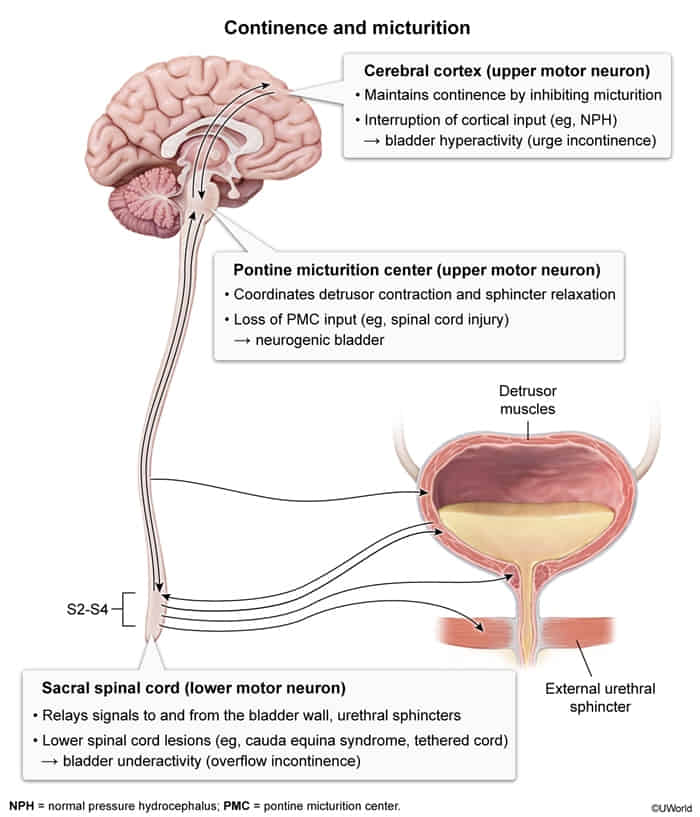 Continence and micturition
Cerebral cortex (upper motor neuron)
• Maintains continence by inhibiting micturition
• Interruption of cortical input (eg, NPH)
→ bladder hyperactivity (urge incontinence)
Pontine micturition center (upper motor neuron)
• Coordinates detrusor contraction and sphincter relaxation
• Loss of PMC input (eg, spinal cord injury)
→ neurogenic bladder
Detrusor
muscles
S2-S4
External urethral
sphincter
Sacral spinal cord (lower motor neuron)
• Relays signals to and from the bladder wall, urethral sphincters
• Lower spinal cord lesions (eg, cauda equina syndrome, tethered cord)
→ bladder underactivity (overflow incontinence)
NPH = normal pressure hydrocephalus; PMC = pontine micturition center.
©UWorld